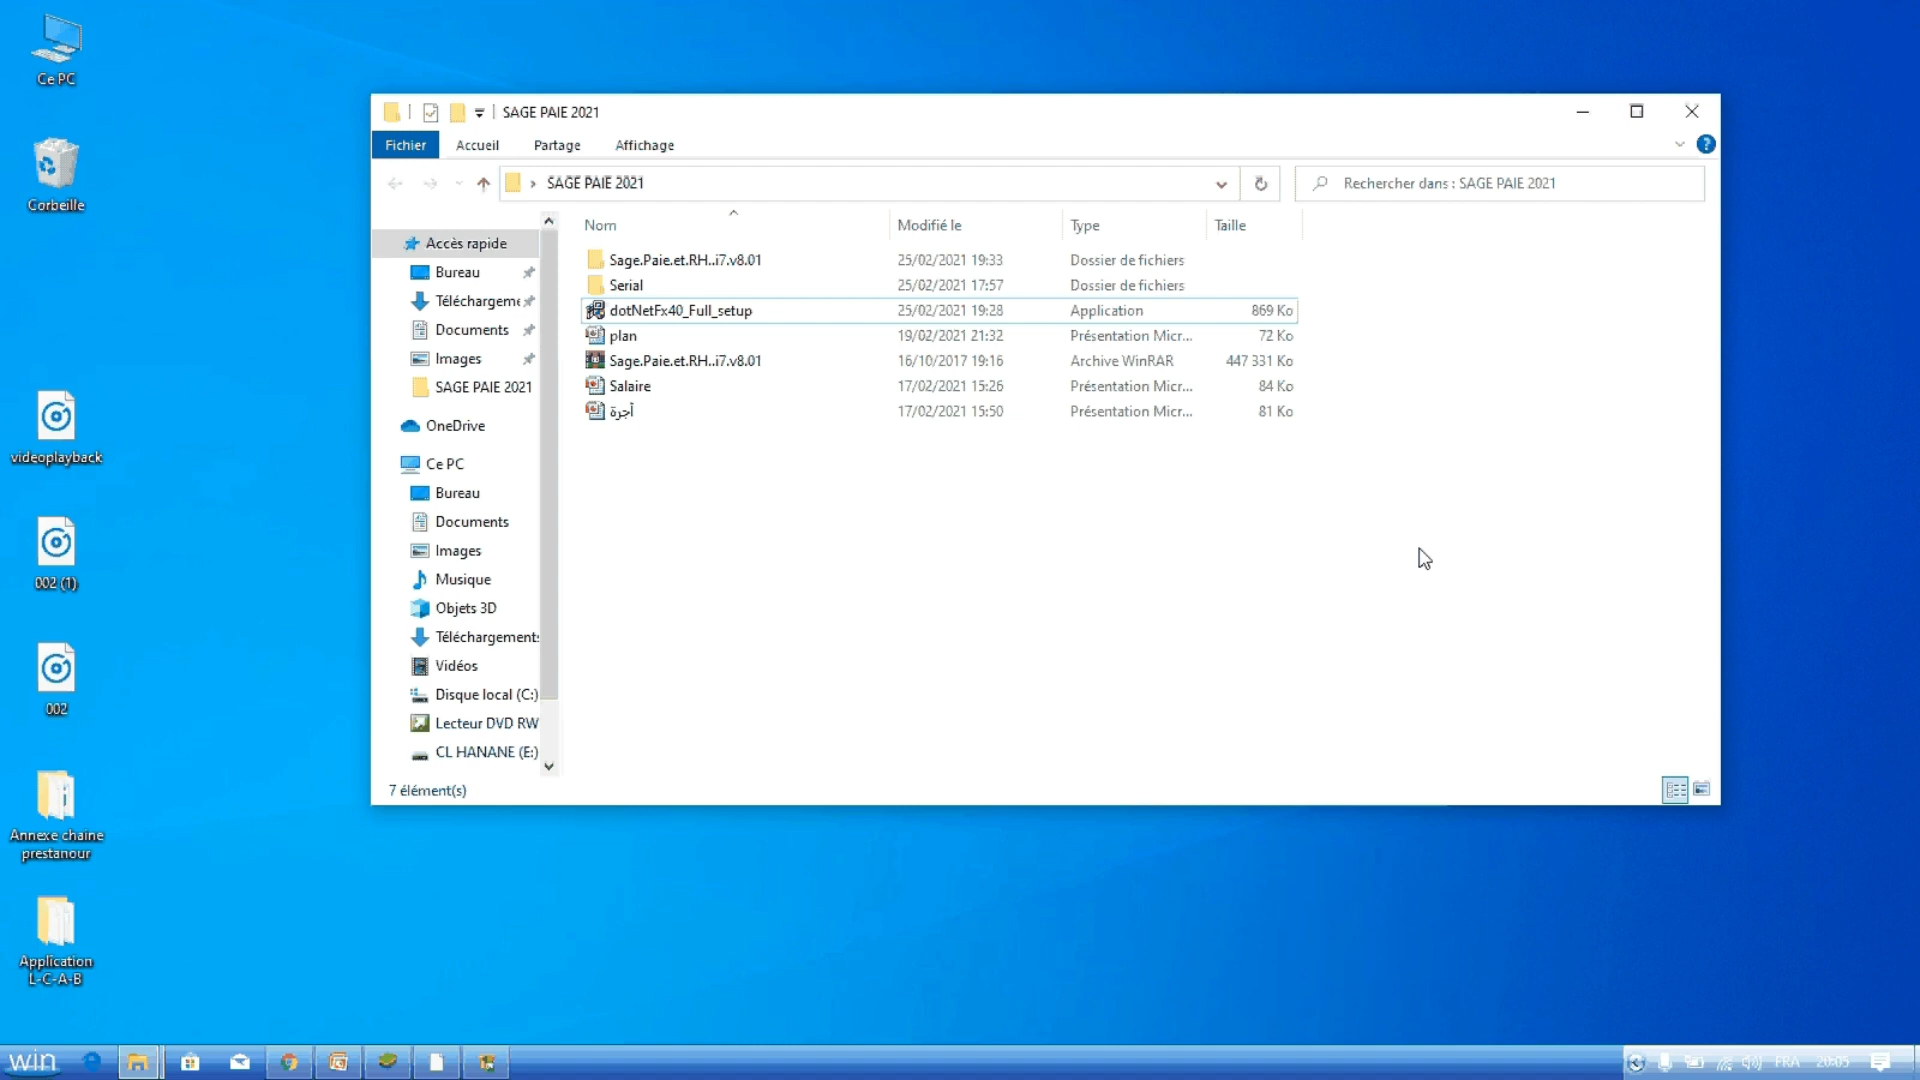 Ce PC
Corbeille
videoplayback
002 (1)
002
Annexe chaine
prestanour
Application
L-C-A-B
SAGE PAIE 2021
Fichier Accueil Partage Affichage
SAGE PAIE 2021
Rechercher dans : SAGE PAIE 2021
Accès rapide
Bureau
Téléchargeme
Documents
Images
SAGE PAIE 2021
OneDrive
Ce PC
Bureau
Documents
Images
Musique
Objets 3D
Téléchargements
Vidéos
Disque local (C:)
Lecteur DVD RW
CL HANANE (E:)
Nom Modifié le Type Taille
Sage.Paie.et.RH..i7.v8.01 25/02/2021 19:33 Dossier de fichiers
Serial 25/02/2021 17:57 Dossier de fichiers
dotNetFx40_Full_setup 25/02/2021 19:28 Application 869 Ko
plan 19/02/2021 21:32 Présentation Micr... 72 Ko
Sage.Paie.et.RH..i7.v8.01 16/10/2017 19:16 Archive WinRAR 447 331 Ko
Salaire 17/02/2021 15:26 Présentation Micr... 84 Ko
أجرة 17/02/2021 15:50 Présentation Micr... 81 Ko
7 élément(s)
win
FRA 20:05